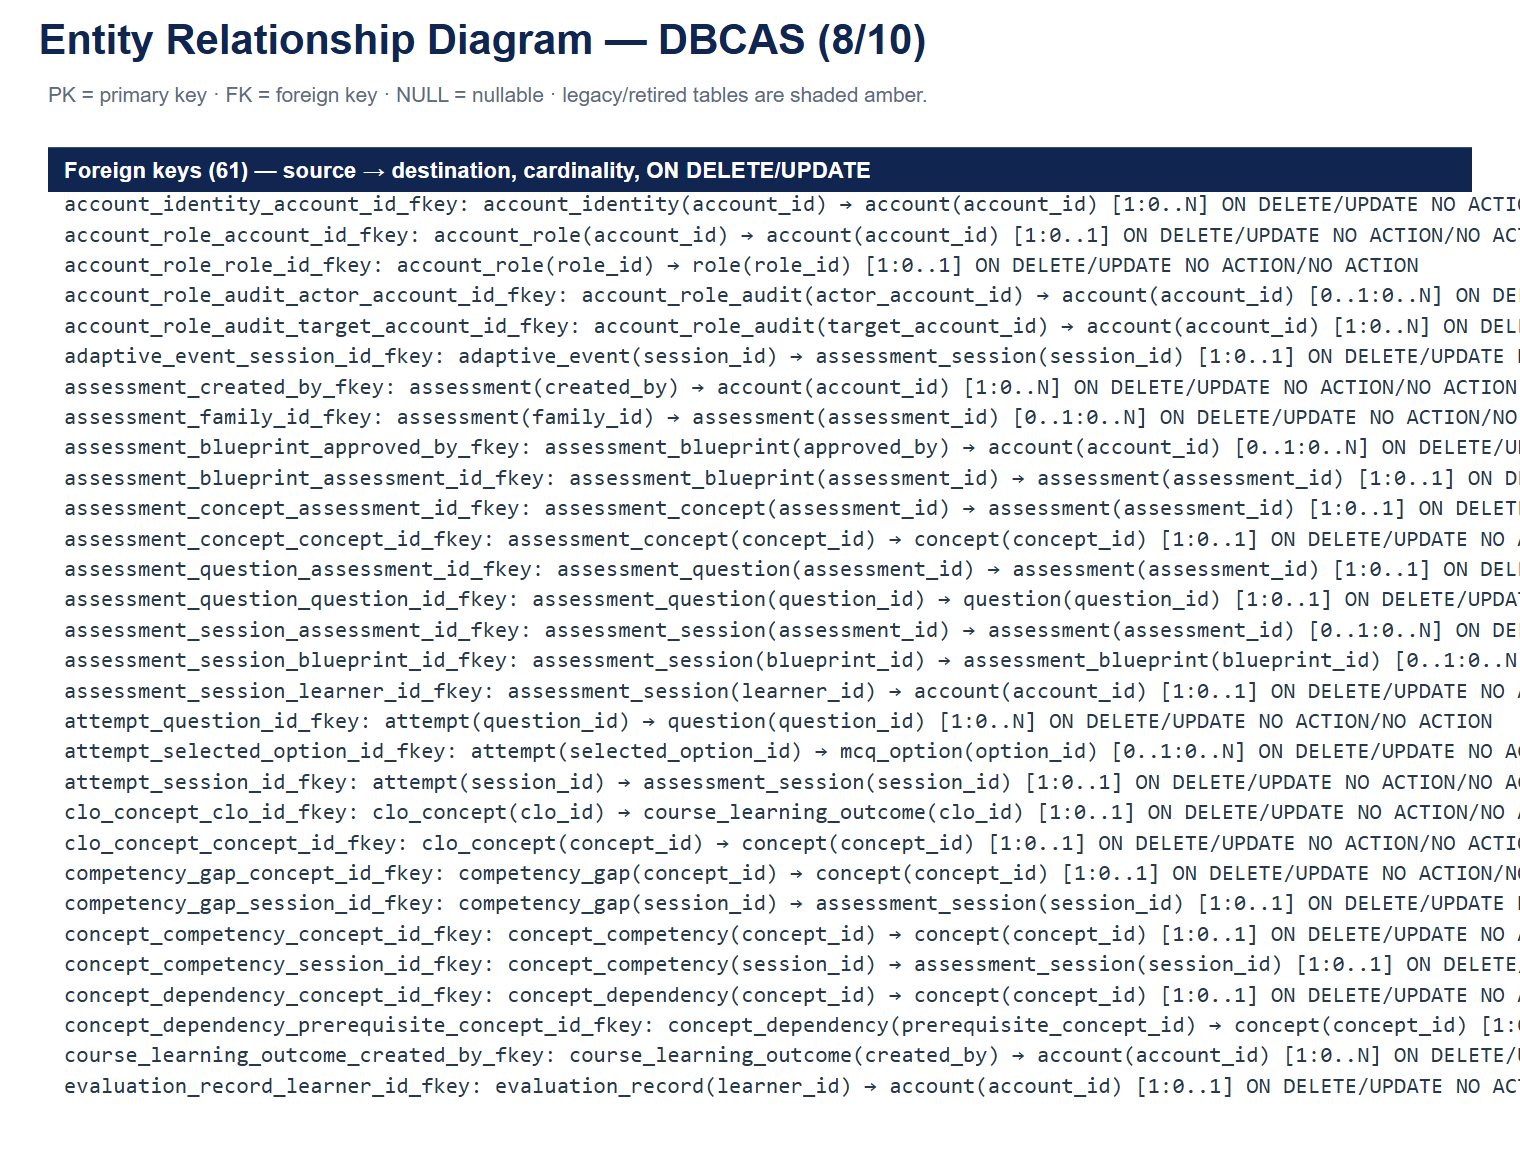 Entity Relationship Diagram — DBCAS (8/10)
PK = primary key · FK = foreign key · NULL = nullable · legacy/retired tables are shaded amber.
Foreign keys (61) — source → destination, cardinality, ON DELETE/UPDATE
account_identity_account_id_fkey: account_identity(account_id) → account(account_id) [1:0..N] ON DELETE/UPDATE NO ACTIO
account_role_account_id_fkey: account_role(account_id) → account(account_id) [1:0..1] ON DELETE/UPDATE NO ACTION/NO ACT
account_role_role_id_fkey: account_role(role_id) → role(role_id) [1:0..1] ON DELETE/UPDATE NO ACTION/NO ACTION
account_role_audit_actor_account_id_fkey: account_role_audit(actor_account_id) → account(account_id) [0..1:0..N] ON DE
account_role_audit_target_account_id_fkey: account_role_audit(target_account_id) → account(account_id) [1:0..N] ON DEL
adaptive_event_session_id_fkey: adaptive_event(session_id) → assessment_session(session_id) [1:0..1] ON DELETE/UPDATE
assessment_created_by_fkey: assessment(created_by) → account(account_id) [1:0..N] ON DELETE/UPDATE NO ACTION/NO ACTION
assessment_family_id_fkey: assessment(family_id) → assessment(assessment_id) [0..1:0..N] ON DELETE/UPDATE NO ACTION/NO
assessment_blueprint_approved_by_fkey: assessment_blueprint(approved_by) → account(account_id) [0..1:0..N] ON DELETE/U
assessment_blueprint_assessment_id_fkey: assessment_blueprint(assessment_id) → assessment(assessment_id) [1:0..1] ON D
assessment_concept_assessment_id_fkey: assessment_concept(assessment_id) → assessment(assessment_id) [1:0..1] ON DELET
assessment_concept_concept_id_fkey: assessment_concept(concept_id) → concept(concept_id) [1:0..1] ON DELETE/UPDATE NO A
assessment_question_assessment_id_fkey: assessment_question(assessment_id) → assessment(assessment_id) [1:0..1] ON DEL
assessment_question_question_id_fkey: assessment_question(question_id) → question(question_id) [1:0..1] ON DELETE/UPDA
assessment_session_assessment_id_fkey: assessment_session(assessment_id) → assessment(assessment_id) [0..1:0..N] ON DE
assessment_session_blueprint_id_fkey: assessment_session(blueprint_id) → assessment_blueprint(blueprint_id) [0..1:0..N
assessment_session_learner_id_fkey: assessment_session(learner_id) → account(account_id) [1:0..1] ON DELETE/UPDATE NO A
attempt_question_id_fkey: attempt(question_id) → question(question_id) [1:0..N] ON DELETE/UPDATE NO ACTION/NO ACTION
attempt_selected_option_id_fkey: attempt(selected_option_id) → mcq_option(option_id) [0..1:0..N] ON DELETE/UPDATE NO AC
attempt_session_id_fkey: attempt(session_id) → assessment_session(session_id) [1:0..1] ON DELETE/UPDATE NO ACTION/NO AC
clo_concept_clo_id_fkey: clo_concept(clo_id) → course_learning_outcome(clo_id) [1:0..1] ON DELETE/UPDATE NO ACTION/NO A
clo_concept_concept_id_fkey: clo_concept(concept_id) → concept(concept_id) [1:0..1] ON DELETE/UPDATE NO ACTION/NO ACTIO
competency_gap_concept_id_fkey: competency_gap(concept_id) → concept(concept_id) [1:0..1] ON DELETE/UPDATE NO ACTION/NO
competency_gap_session_id_fkey: competency_gap(session_id) → assessment_session(session_id) [1:0..1] ON DELETE/UPDATE
concept_competency_concept_id_fkey: concept_competency(concept_id) → concept(concept_id) [1:0..1] ON DELETE/UPDATE NO A
concept_competency_session_id_fkey: concept_competency(session_id) → assessment_session(session_id) [1:0..1] ON DELETE/
concept_dependency_concept_id_fkey: concept_dependency(concept_id) → concept(concept_id) [1:0..1] ON DELETE/UPDATE NO A
concept_dependency_prerequisite_concept_id_fkey: concept_dependency(prerequisite_concept_id) → concept(concept_id) [1:0
course_learning_outcome_created_by_fkey: course_learning_outcome(created_by) → account(account_id) [1:0..N] ON DELETE/U
evaluation_record_learner_id_fkey: evaluation_record(learner_id) → account(account_id) [1:0..1] ON DELETE/UPDATE NO ACT